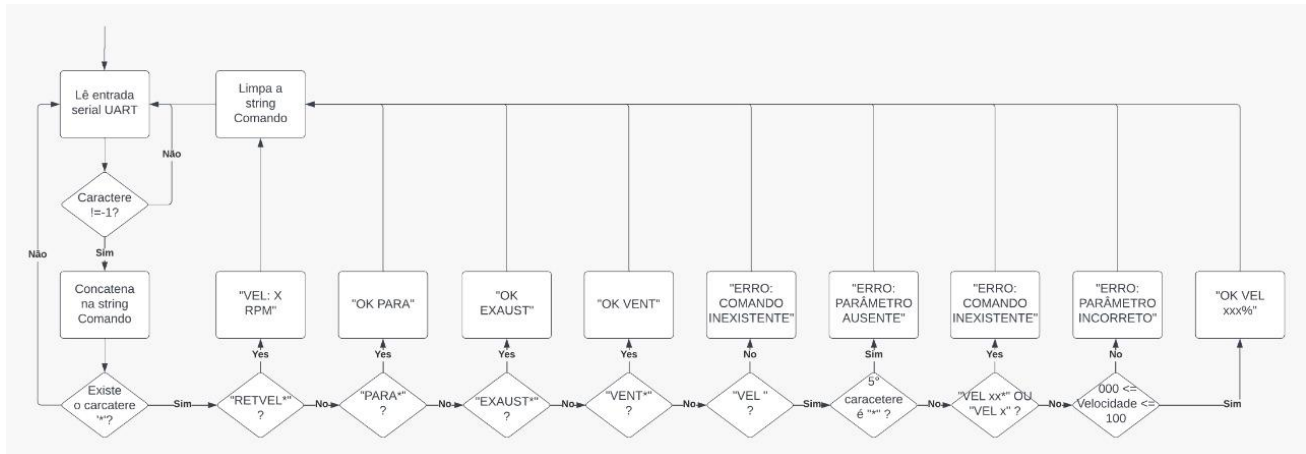 Lê entrada
serial UART
Limpa a
string
Comando
Não
Caractere
!=-1?
Não
Sim
Concatena
na string
Comando
"VEL: X
RPM"
"OK PARA"
"OK
EXAUST"
"OK VENT"
"ERRO:
COMANDO
INEXISTENTE"
"ERRO:
PARÂMETRO
AUSENTE"
"ERRO:
COMANDO
INEXISTENTE"
"ERRO:
PARÂMETRO
INCORRETO"
"OK VEL
xxx%"
Yes
Yes
Yes
Yes
No
Sim
Yes
No
Existe
o carcatere
'*'?
Sim
"RETVEL*"
?
No
"PARA*"
?
No
"EXAUST*"
?
No
"VENT*"
?
No
"VEL "
?
Sim
5°
caracetere
é "*" ?
No
"VEL xx*" OU
"VEL x" ?
No
000 <=
Velocidade <=
100
Sim